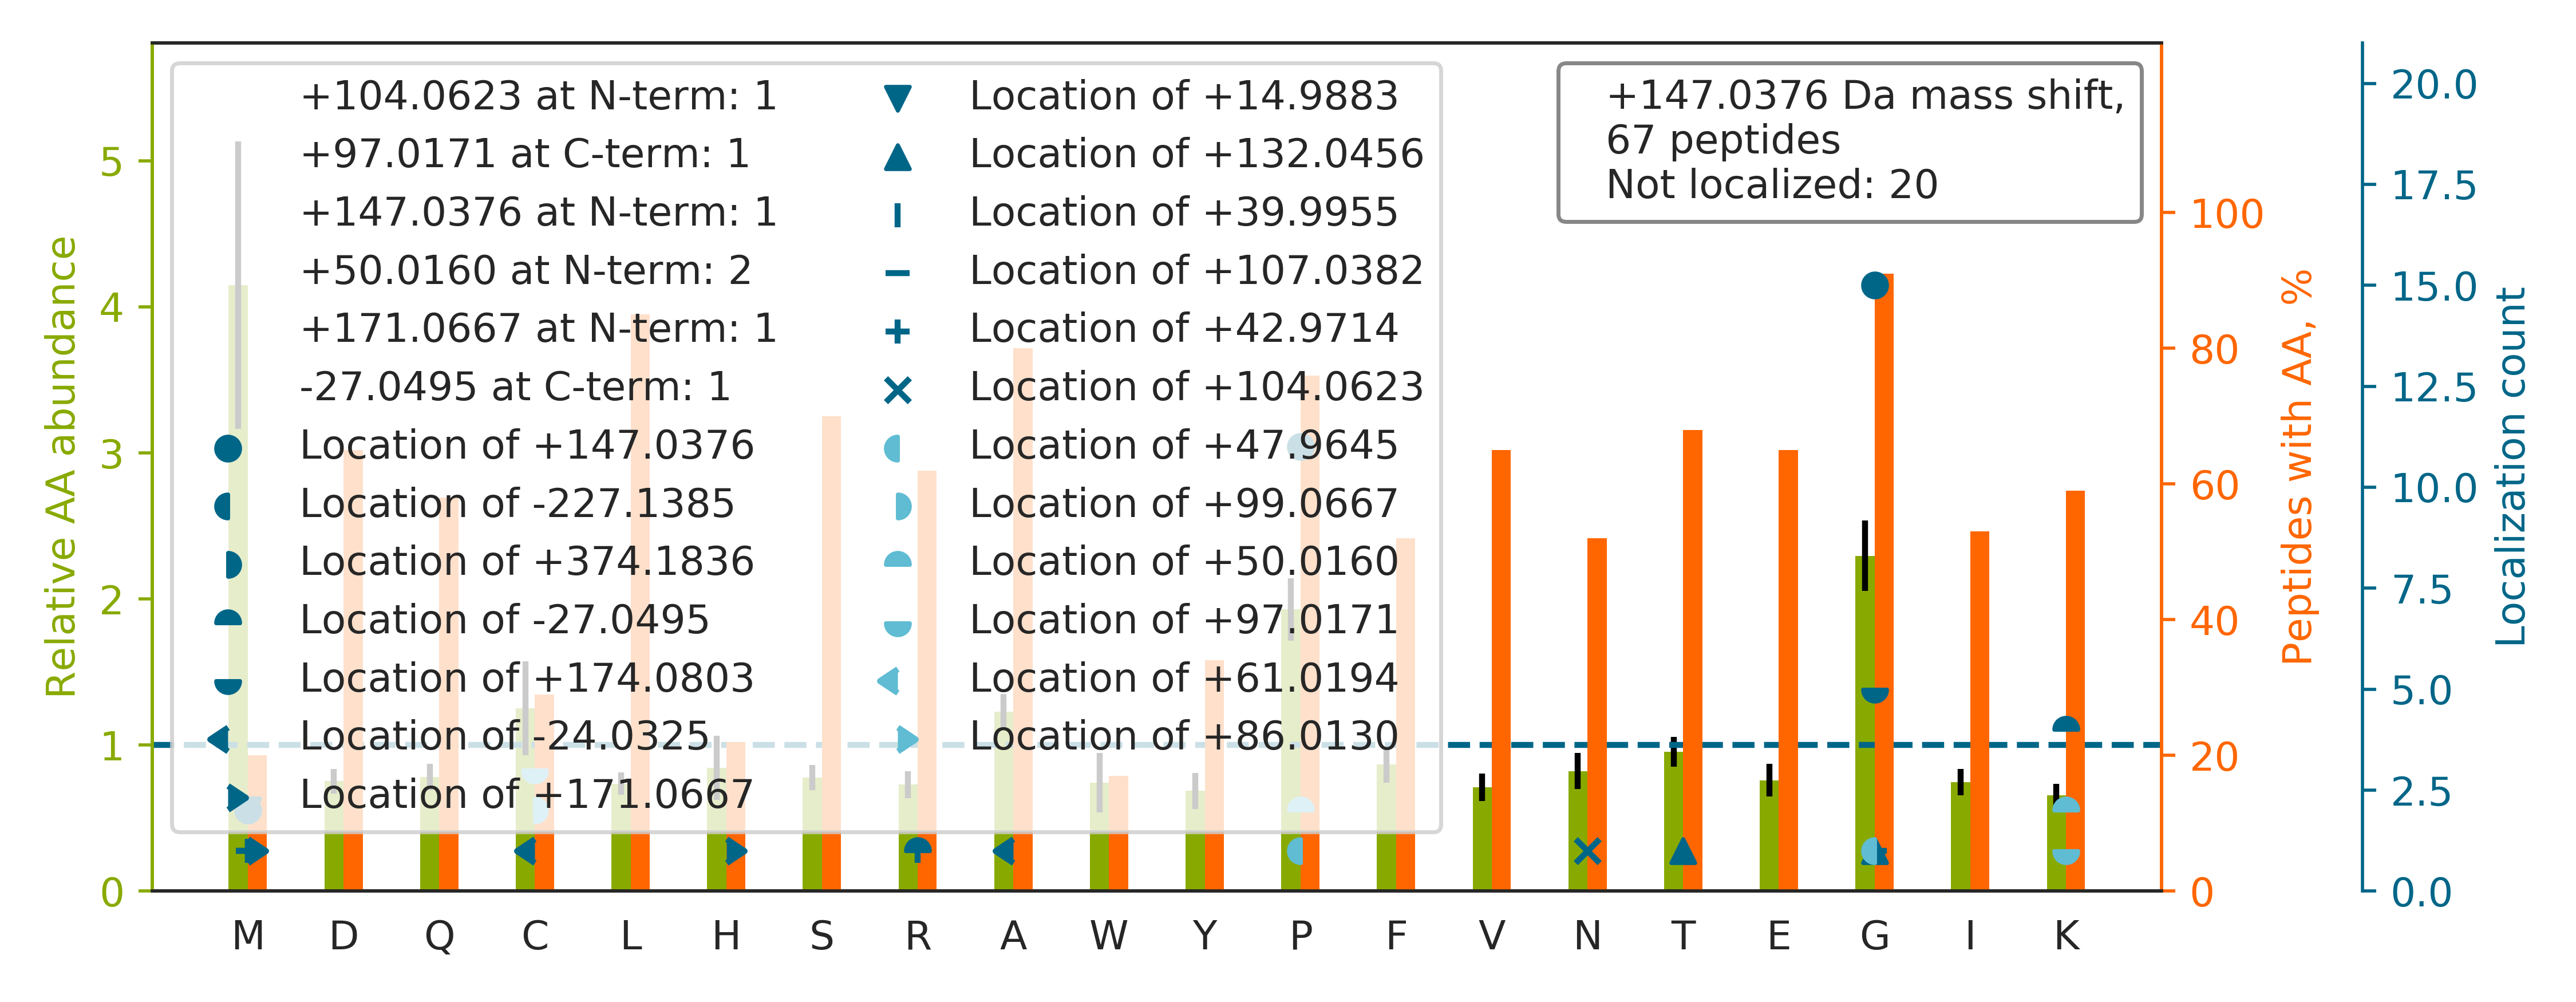 Relative AA abundance
5
4
3
2
1
0
+104.0623 at N-term: 1
+97.0171 at C-term: 1
+147.0376 at N-term: 1
+50.0160 at N-term: 2
+171.0667 at N-term: 1
-27.0495 at C-term: 1
Location of +147.0376
Location of -227.1385
Location of +374.1836
Location of -27.0495
Location of +174.0803
Location of -24.0325
Location of +171.0667
Location of +14.9883
Location of +132.0456
Location of +39.9955
Location of +107.0382
Location of +42.9714
Location of +104.0623
Location of +47.9645
Location of +99.0667
Location of +50.0160
Location of +97.0171
Location of +61.0194
Location of +86.0130
+147.0376 Da mass shift,
67 peptides
Not localized: 20
100
80
60
40
20
0
Peptides with AA, %
20.0
17.5
15.0
12.5
10.0
7.5
5.0
2.5
0.0
Localization count
M D Q C L H S R A W Y P F V N T E G I K